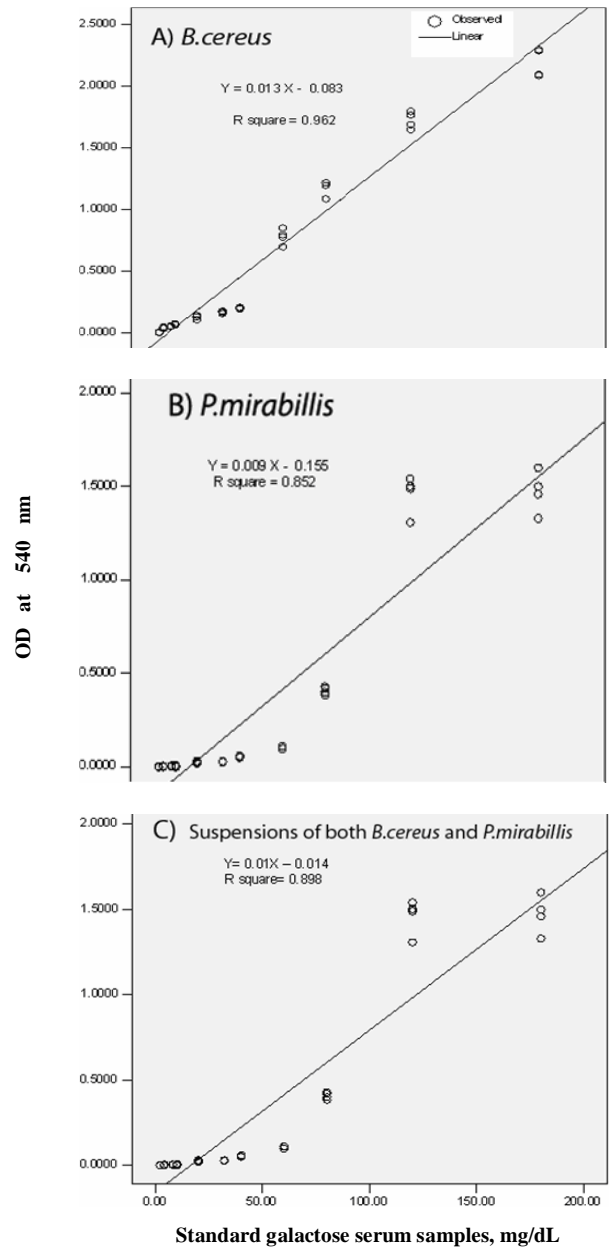 2.5000
A) B.cereus
Observed
Linear
Y = 0.013 X - 0.083
2.0000
R square = 0.962
1.5000
1.0000
0.5000
0.0000
2.0000
B) P.mirabillis
Y = 0.009 X - 0.155
R square = 0.852
1.5000
1.0000
0.5000
0.0000
OD at 540 nm
2.0000
C) Suspensions of both B.cereus and P.mirabillis
Y= 0.01X – 0.014
R square= 0.898
1.5000
1.0000
0.5000
0.0000
0.00 50.00 100.00 150.00 200.00
Standard galactose serum samples, mg/dL